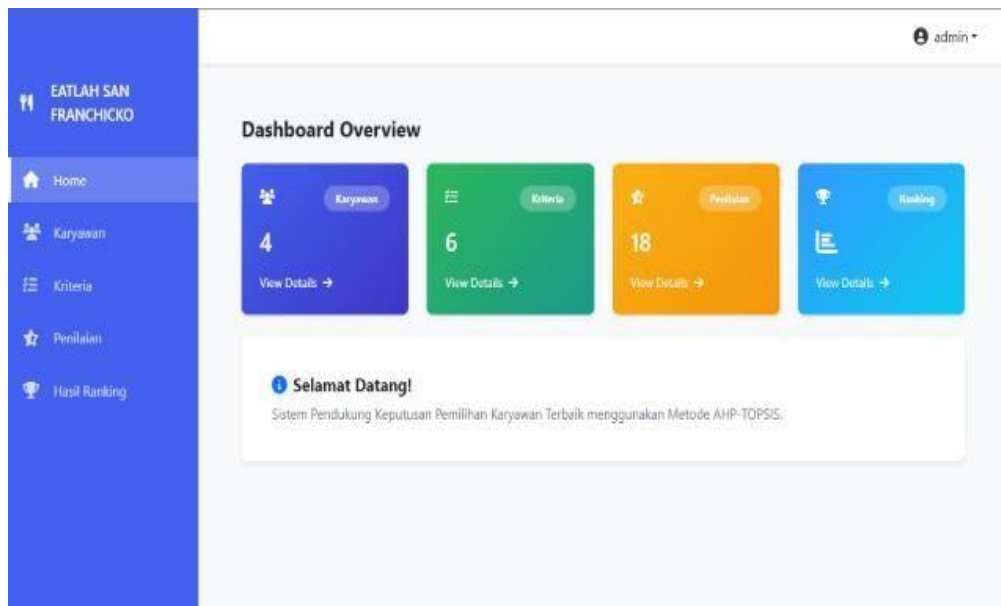 admin
EATLAH SAN
FRANCHICKO
Home
Karyawan
Kriteria
Penilaian
Hasil Ranking
Dashboard Overview
Karyawan
4
View Details →
Kriteria
6
View Details →
Penilaian
18
View Details →
Ranking
View Details →
Selamat Datang!
Sistem Pendukung Keputusan Pemilihan Karyawan Terbaik menggunakan Metode AHP-TOPSIS.